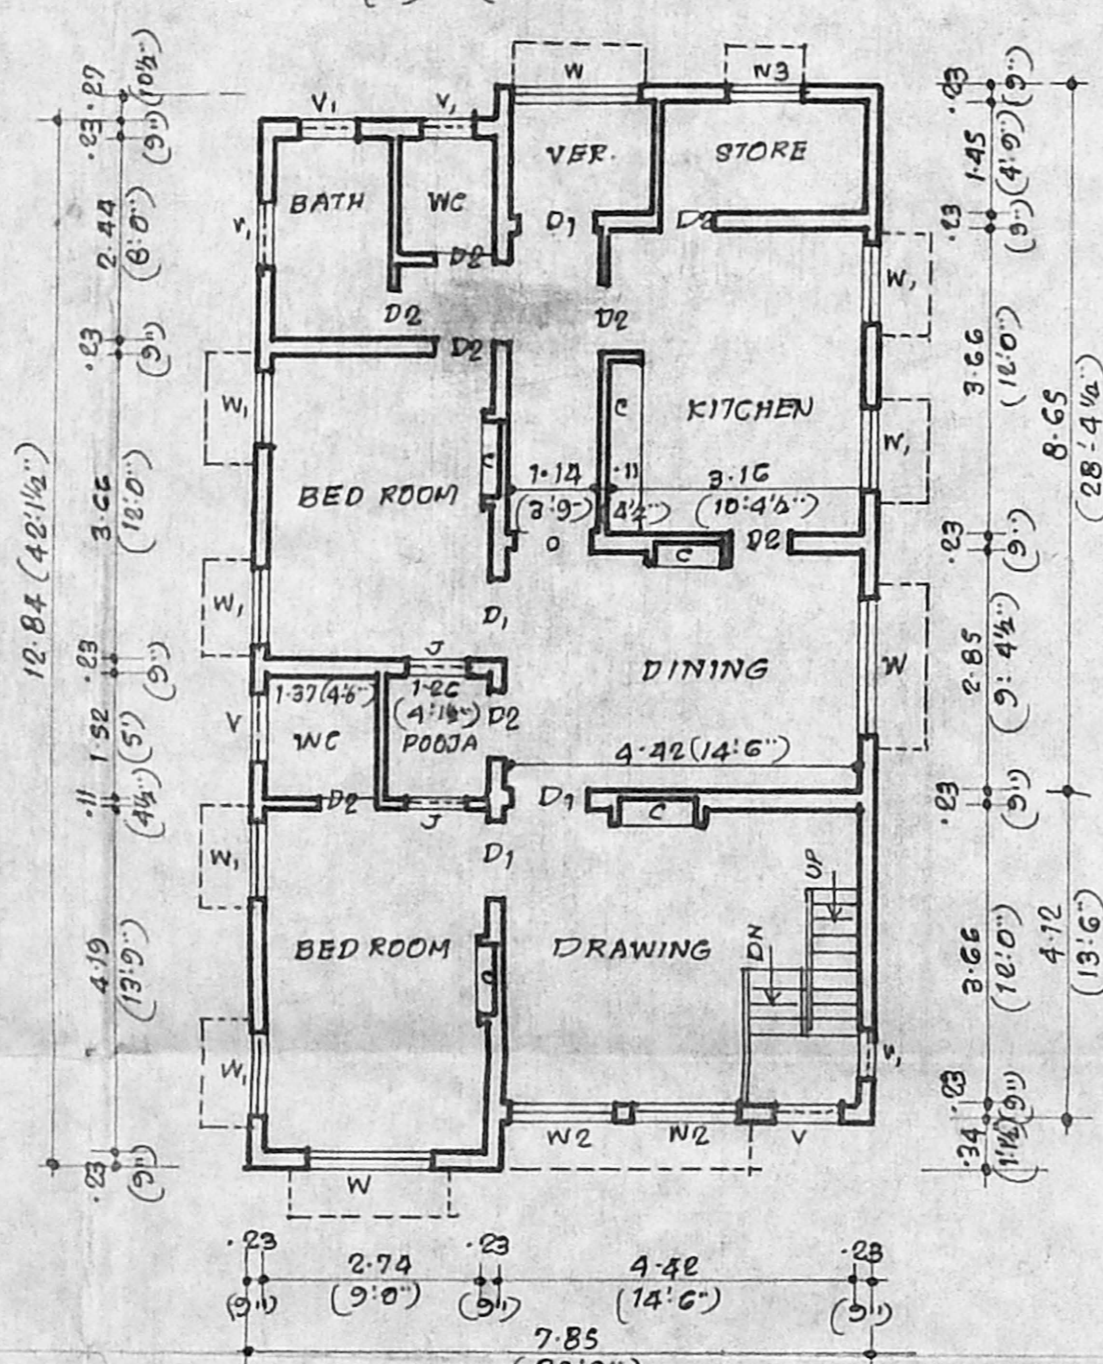 W
W3
V1
V1
VER.
STORE
BATH
WC
V1
D1
D2
D2
W1
D2
D2
D2
W1
C
KITCHEN
W1
C
BED ROOM
1.14
.11
3.16
(3'9")
(4½")
(10'4½")
O
C
D2
W1
D1
J
DINING
W
1.37(4'6")
1.26
(4'1½")
D2
V
WC
POOJA
4.42(14'6")
D2
J
D1
C
W1
D1
UP
BED ROOM
DRAWING
DN
C
W1
V1
W2
W2
V
W
.27
(10½")
.23
(9")
2.44
(8'0")
.23
(9")
3.66
(12'0")
.23
(9")
1.52
(5')
.11
(4½")
4.19
(13'9")
.23
(9")
12.84 (42'1½")
.23
(9")
1.45
(4'9")
.23
(9")
3.66
(12'0")
.23
(9")
2.85
(9'4½")
.23
(9")
3.66
(12'0")
.23
(9")
.34
(1'1½")
8.65
(28'4½")
4.12
(13'6")
.23
2.74
.23
4.42
.23
(9")
(9'0")
(9")
(14'6")
(9")
7.85